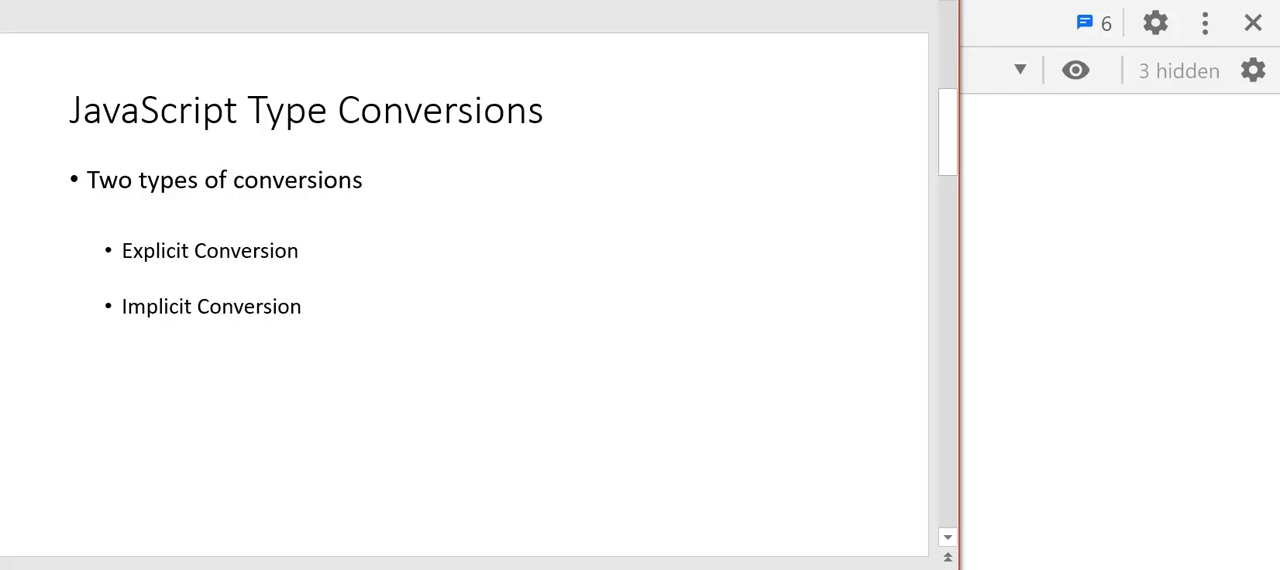 JavaScript Type Conversions
• Two types of conversions
• Explicit Conversion
• Implicit Conversion
6
3 hidden